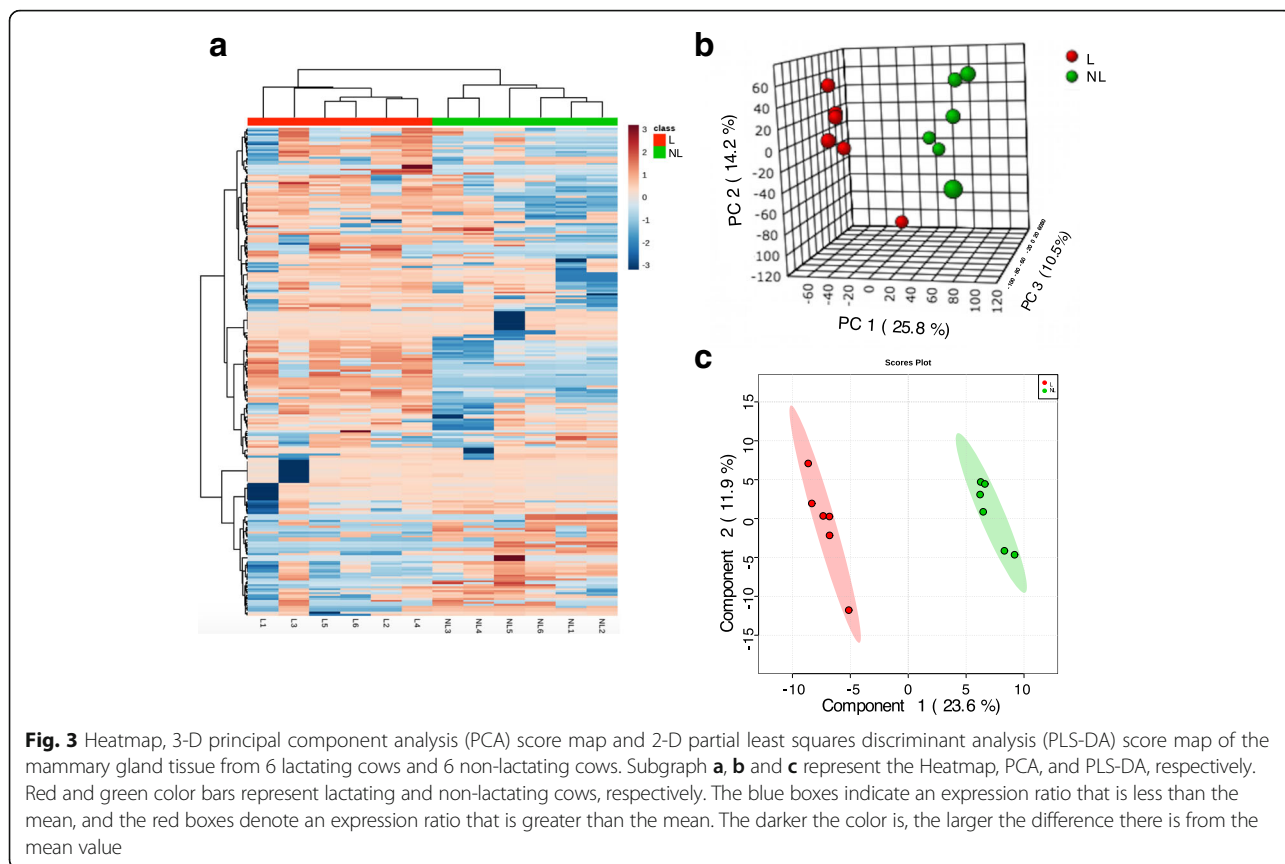 a
3
2
1
0
-1
-2
-3
class
L
NL
L1
L3
L5
L6
L2
L4
NL3
NL4
NL5
NL6
NL1
NL2
b
L
NL
60
40
20
0
-20
-40
-60
-80
100
-120
PC 2 ( 14.2 %)
-60
-40
-20
0
20
40
60
80
100
120
PC 1 ( 25.8 %)
PC 3 (10.5%)
c
Scores Plot
L
NL
15
10
5
0
-5
-10
-15
Component 2 ( 11.9 %)
-10
-5
0
5
10
Component 1 ( 23.6 %)
Fig. 3 Heatmap, 3-D principal component analysis (PCA) score map and 2-D partial least squares discriminant analysis (PLS-DA) score map of the
mammary gland tissue from 6 lactating cows and 6 non-lactating cows. Subgraph a, b and c represent the Heatmap, PCA, and PLS-DA, respectively.
Red and green color bars represent lactating and non-lactating cows, respectively. The blue boxes indicate an expression ratio that is less than the
mean, and the red boxes denote an expression ratio that is greater than the mean. The darker the color is, the larger the difference there is from the
mean value